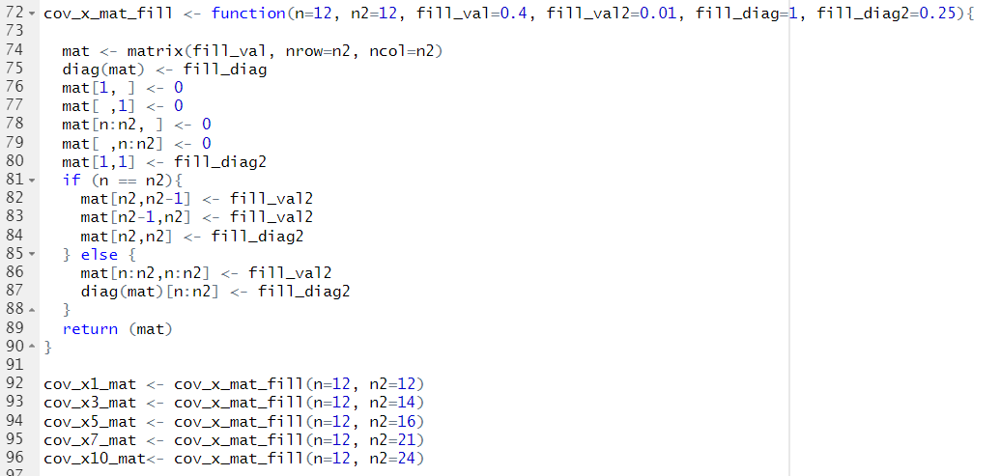 72 cov_x_mat_fill <- function(n=12, n2=12, fill_val=0.4, fill_val2=0.01, fill_diag=1, fill_diag2=0.25){
73
74 mat <- matrix(fill_val, nrow=n2, ncol=n2)
75 diag(mat) <- fill_diag
76 mat[1, ] <- 0
77 mat[ ,1] <- 0
78 mat[n:n2, ] <- 0
79 mat[ ,n:n2] <- 0
80 mat[1,1] <- fill_diag2
81 if (n == n2){
82 mat[n2,n2-1] <- fill_val2
83 mat[n2-1,n2] <- fill_val2
84 mat[n2,n2] <- fill_diag2
85 } else {
86 mat[n:n2,n:n2] <- fill_val2
87 diag(mat)[n:n2] <- fill_diag2
88 }
89 return (mat)
90 }
91
92 cov_x1_mat <- cov_x_mat_fill(n=12, n2=12)
93 cov_x3_mat <- cov_x_mat_fill(n=12, n2=14)
94 cov_x5_mat <- cov_x_mat_fill(n=12, n2=16)
95 cov_x7_mat <- cov_x_mat_fill(n=12, n2=21)
96 cov_x10_mat<- cov_x_mat_fill(n=12, n2=24)
97